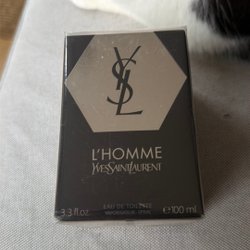 YSL
L'HOMME
YVESSAINTLAURENT
EAU DE TOILETTE
VAPORISATEUR - SPRAY
3.3 fl.oz. ℮100 ml